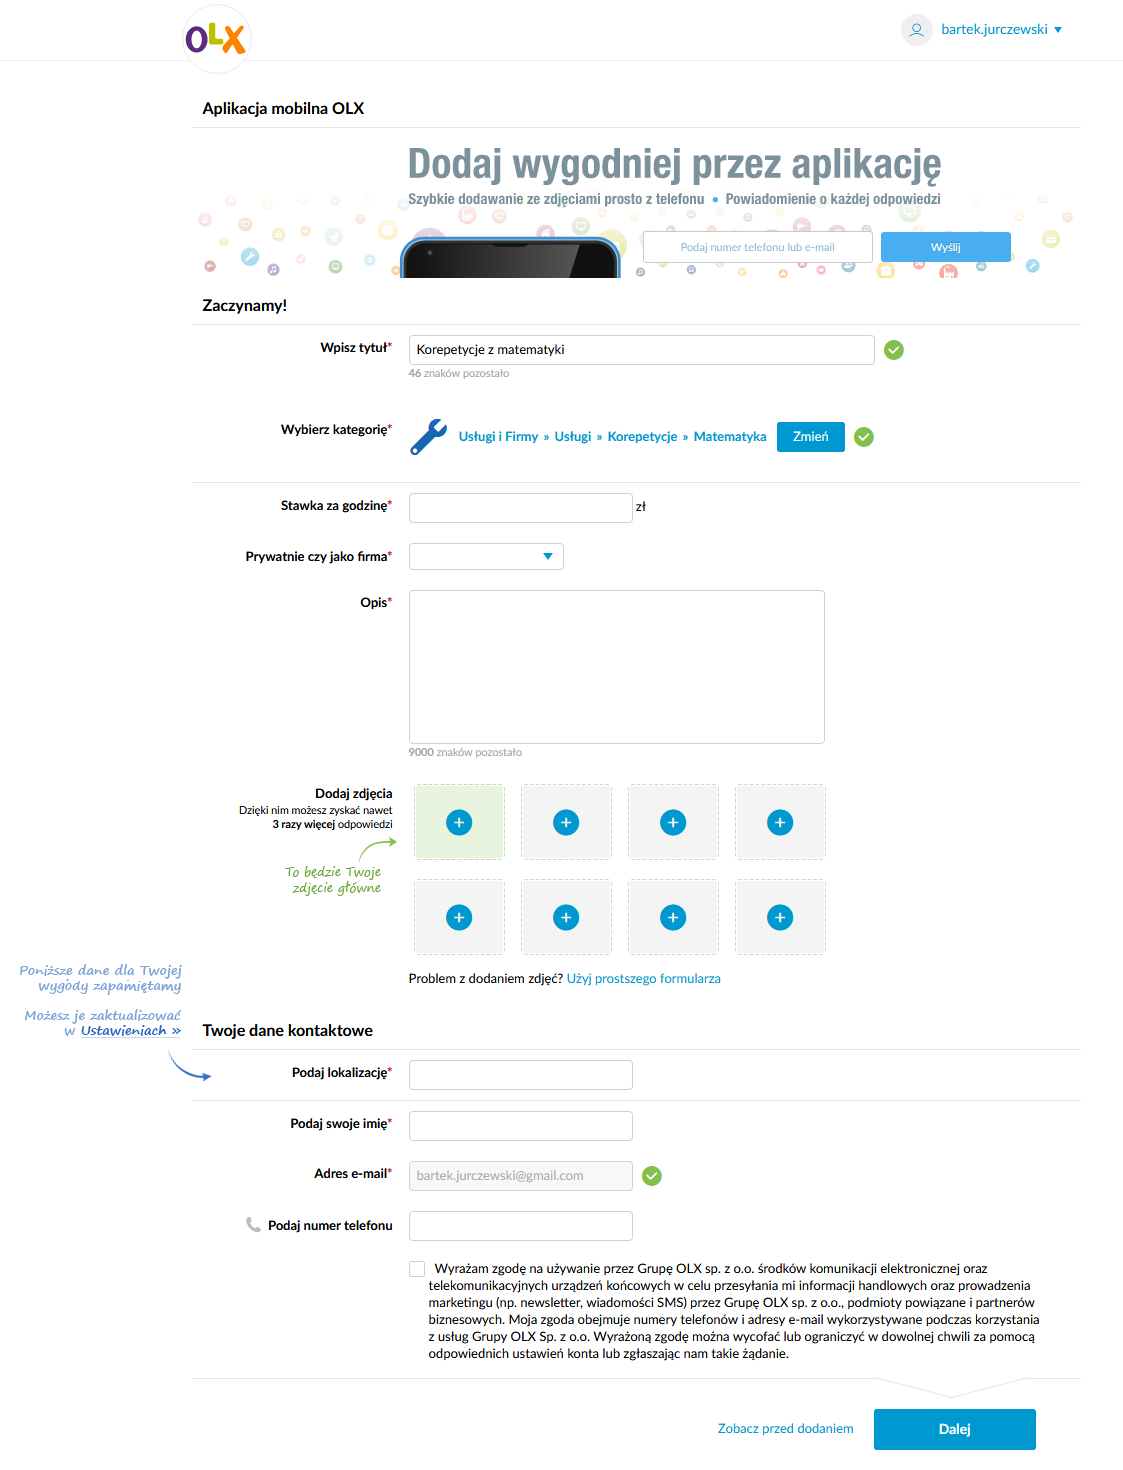 OLX
bartek.jurczewski
Aplikacja mobilna OLX
Dodaj wygodniej przez aplikację
Szybkie dodawanie ze zdjęciami prosto z telefonu • Powiadomienie o każdej odpowiedzi
Podaj numer telefonu lub e-mail Wyślij
Zaczynamy!
Wpisz tytuł* Korepetycje z matematyki
46 znaków pozostało
Wybierz kategorię* Usługi i Firmy » Usługi » Korepetycje » Matematyka Zmień
Stawka za godzinę* zł
Prywatnie czy jako firma*
Opis*
9000 znaków pozostało
Dodaj zdjęcia
Dzięki nim możesz zyskać nawet
3 razy więcej odpowiedzi
To będzie Twoje
zdjęcie główne
Problem z dodaniem zdjęć? Użyj prostszego formularza
Poniższe dane dla Twojej
wygody zapamiętamy
Możesz je zaktualizować
w Ustawieniach »
Twoje dane kontaktowe
Podaj lokalizację*
Podaj swoje imię*
Adres e-mail* bartek.jurczewski@gmail.com
Podaj numer telefonu
Wyrażam zgodę na używanie przez Grupę OLX sp. z o.o. środków komunikacji elektronicznej oraz
telekomunikacyjnych urządzeń końcowych w celu przesyłania mi informacji handlowych oraz prowadzenia
marketingu (np. newsletter, wiadomości SMS) przez Grupę OLX sp. z o.o., podmioty powiązane i partnerów
biznesowych. Moja zgoda obejmuje numery telefonów i adresy e-mail wykorzystywane podczas korzystania
z usług Grupy OLX Sp. z o.o. Wyrażoną zgodę można wycofać lub ograniczyć w dowolnej chwili za pomocą
odpowiednich ustawień konta lub zgłaszając nam takie żądanie.
Zobacz przed dodaniem Dalej